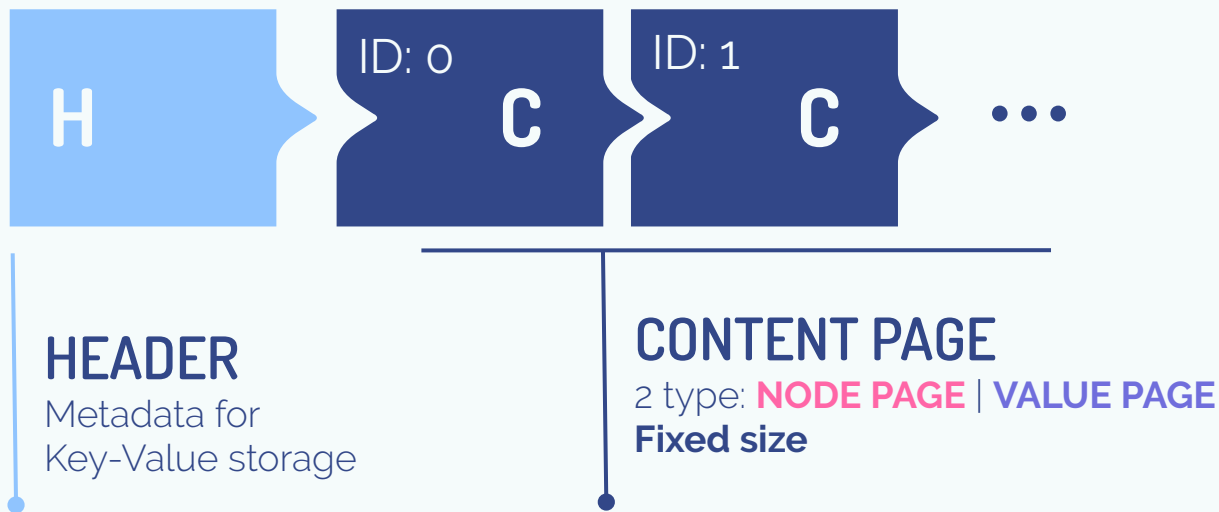 H
ID: 0
C
ID: 1
C
HEADER
Metadata for
Key-Value storage
CONTENT PAGE
2 type: NODE PAGE | VALUE PAGE
Fixed size